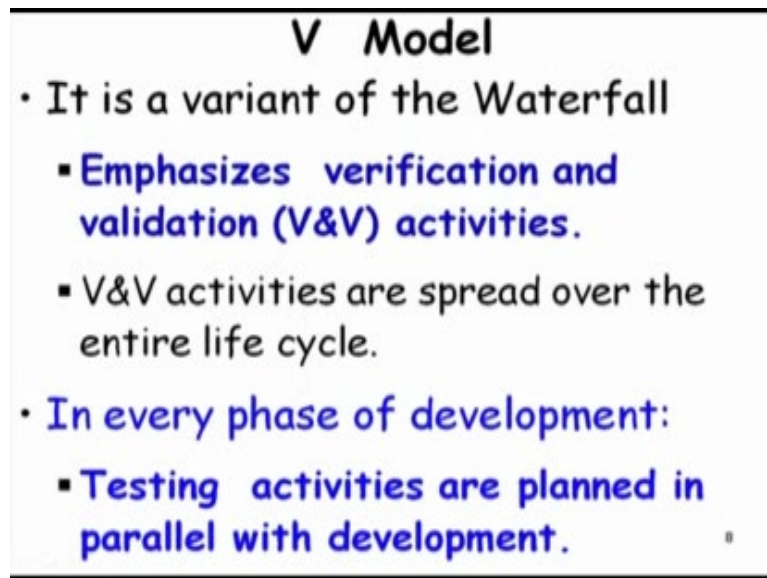 V Model
• It is a variant of the Waterfall
▪ Emphasizes verification and
validation (V&V) activities.
▪ V&V activities are spread over the
entire life cycle.
• In every phase of development:
▪ Testing activities are planned in
parallel with development.